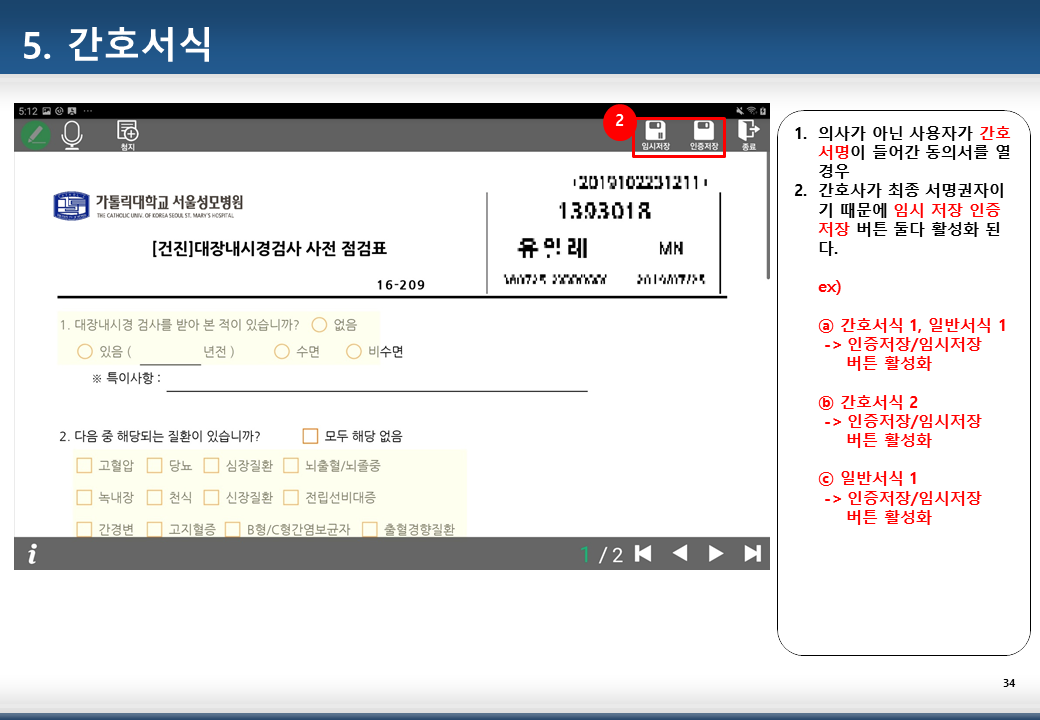 5. 간호서식
5:12
첨지
임시저장
인증저장
종료
2
가톨릭대학교 서울성모병원
THE CATHOLIC UNIV. OF KOREA SEOUL ST. MARY'S HOSPITAL
[건진]대장내시경검사 사전 점검표
16-209
1. 대장내시경 검사를 받아 본 적이 있습니까? 없음
있음 ( 년전 ) 수면 비수면
※ 특이사항 :
2. 다음 중 해당되는 질환이 있습니까? 모두 해당 없음
고혈압 당뇨 심장질환 뇌출혈/뇌졸중
녹내장 천식 신장질환 전립선비대증
간경변 고지혈증 B형/C형간염보균자 출혈경향질환
1 / 2
1. 의사가 아닌 사용자가 간호
서명이 들어간 동의서를 열
경우
2. 간호사가 최종 서명권자이
기 때문에 임시 저장 인증
저장 버튼 둘다 활성화 된
다.
ex)
ⓐ 간호서식 1, 일반서식 1
-> 인증저장/임시저장
버튼 활성화
ⓑ 간호서식 2
-> 인증저장/임시저장
버튼 활성화
ⓒ 일반서식 1
-> 인증저장/임시저장
버튼 활성화
34